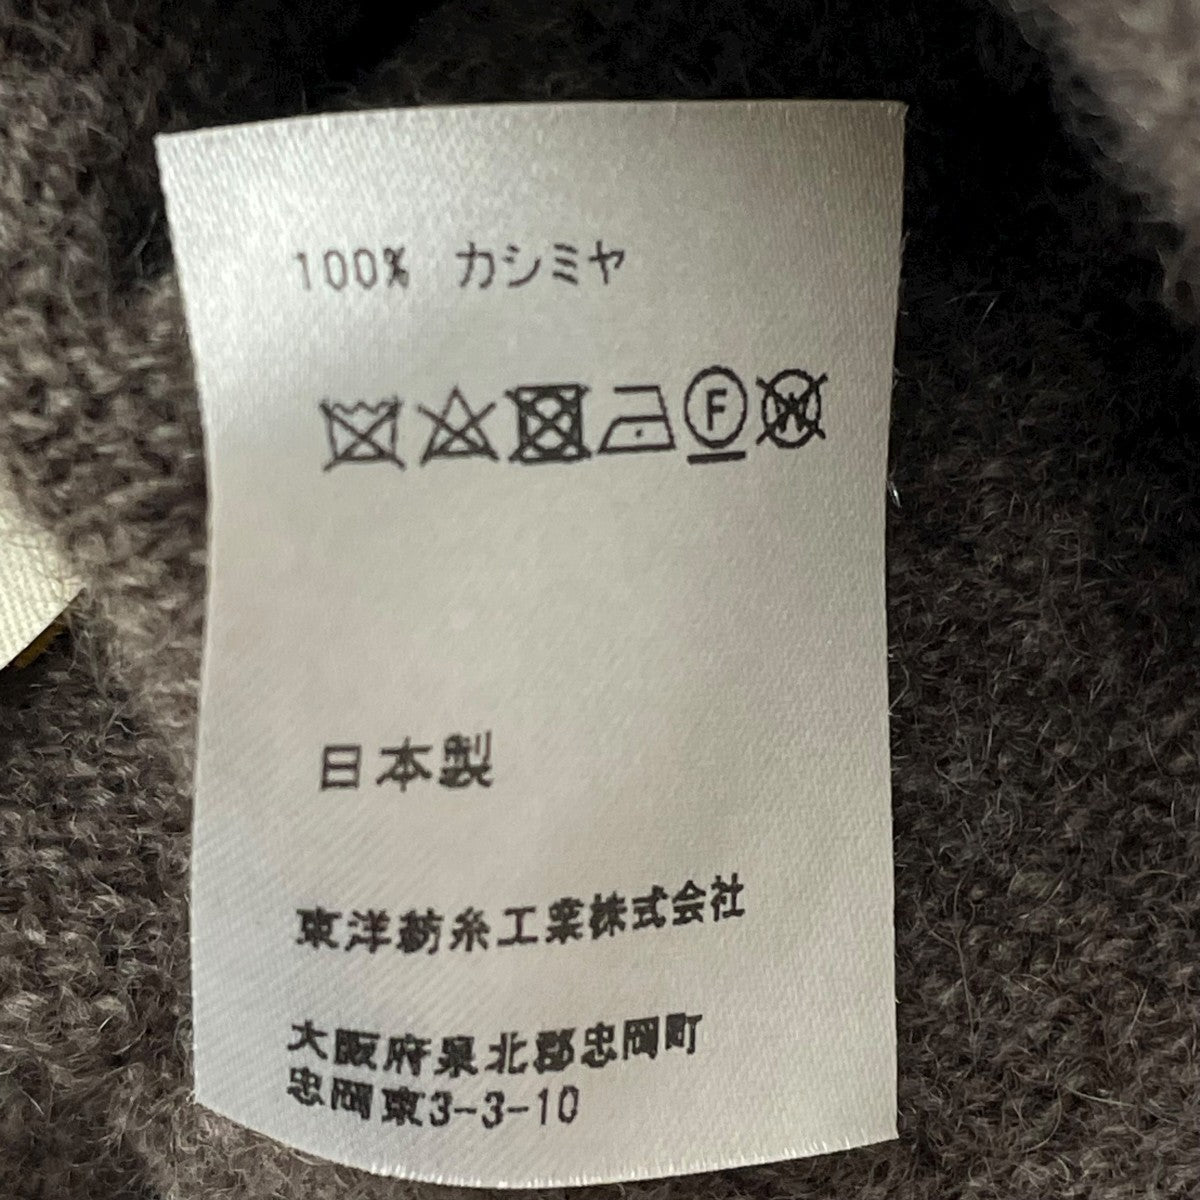 100% カシミヤ
F W
日本製
東洋紡糸工業株式会社
大阪府泉北郡忠岡町
忠岡東3-3-10